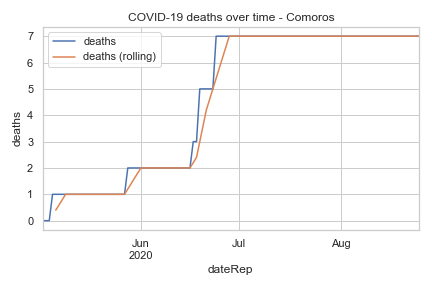 COVID-19 deaths over time - Comoros
deaths
deaths (rolling)
7
6
5
4
3
2
1
0
deaths
Jun
2020
Jul
Aug
dateRep